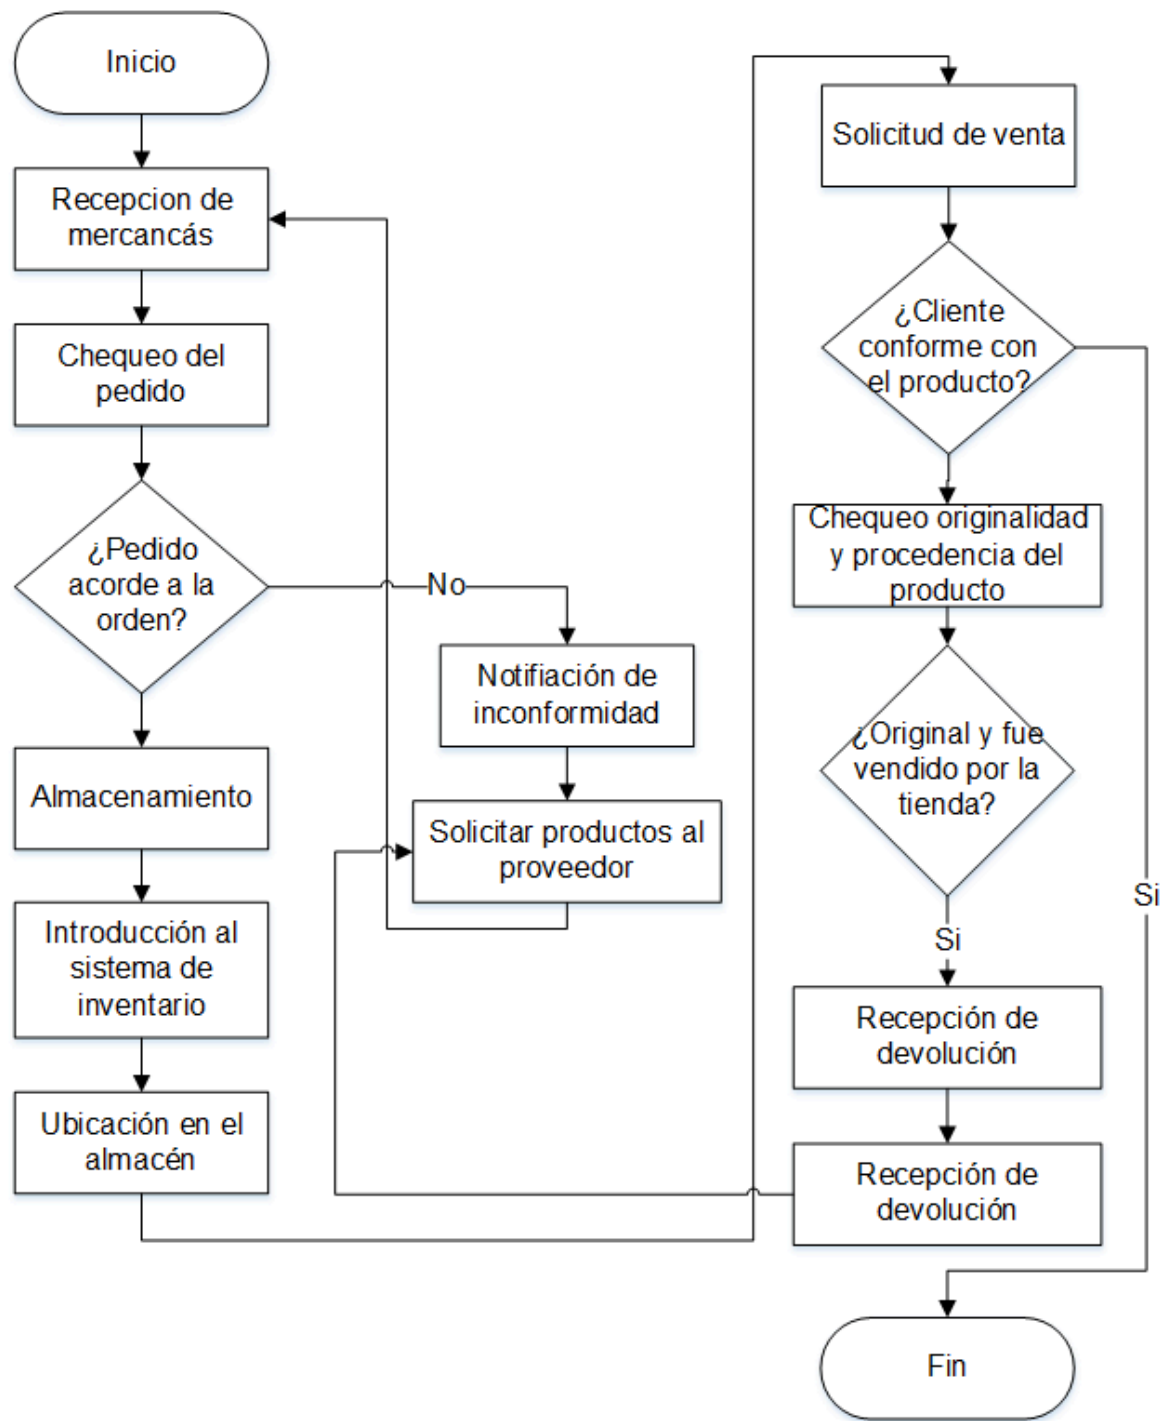 Inicio
Recepcion de
mercancás
Chequeo del
pedido
¿Pedido
acorde a la
orden?
No
Notifiación de
inconformidad
Solicitar productos al
proveedor
Almacenamiento
Introducción al
sistema de
inventario
Ubicación en el
almacén
Solicitud de venta
¿Cliente
conforme con
el producto?
Chequeo originalidad
y procedencia del
producto
¿Original y fue
vendido por la
tienda?
Si
Si
Recepción de
devolución
Recepción de
devolución
Fin